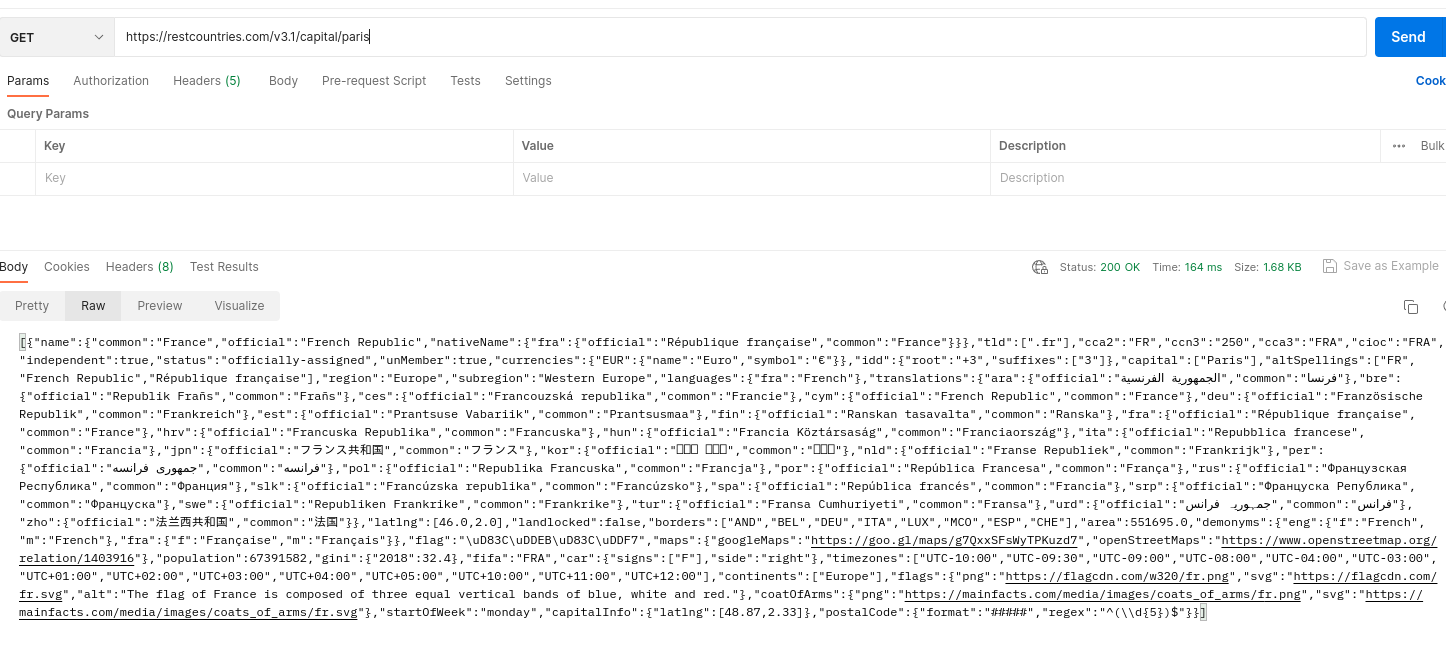 GET https://restcountries.com/v3.1/capital/paris Send
Params Authorization Headers (5) Body Pre-request Script Tests Settings Cook
Query Params
Key Value Description Bulk
Key Value Description
Body Cookies Headers (8) Test Results Status: 200 OK Time: 164 ms Size: 1.68 KB Save as Example
Pretty Raw Preview Visualize
[{"name":{"common":"France","official":"French Republic","nativeName":{"fra":{"official":"République française","common":"France"}}},"tld":[".fr"],"cca2":"FR","ccn3":"250","cca3":"FRA","cioc":"FRA",
"independent":true,"status":"officially-assigned","unMember":true,"currencies":{"EUR":{"name":"Euro","symbol":"€"}},"idd":{"root":"+3","suffixes":["3"]},"capital":["Paris"],"altSpellings":["FR",
"French Republic","République française"],"region":"Europe","subregion":"Western Europe","languages":{"fra":"French"},"translations":{"ara":{"official":"الجمهورية الفرنسية","common":"فرنسا"},"bre":
{"official":"Republik Frañs","common":"Frañs"},"ces":{"official":"Francouzská republika","common":"Francie"},"cym":{"official":"French Republic","common":"France"},"deu":{"official":"Französische
Republik","common":"Frankreich"},"est":{"official":"Prantsuse Vabariik","common":"Prantsusmaa"},"fin":{"official":"Ranskan tasavalta","common":"Ranska"},"fra":{"official":"République française",
"common":"France"},"hrv":{"official":"Francuska Republika","common":"Francuska"},"hun":{"official":"Francia Köztársaság","common":"Franciaország"},"ita":{"official":"Repubblica francese",
"common":"Francia"},"jpn":{"official":"フランス共和国","common":"フランス"},"kor":{"official":"□□□ □□□","common":"□□□"},"nld":{"official":"Franse Republiek","common":"Frankrijk"},"per":
{"official":"جمهوری فرانسه","common":"فرانسه"},"pol":{"official":"Republika Francuska","common":"Francja"},"por":{"official":"República Francesa","common":"França"},"rus":{"official":"Французская
Республика","common":"Франция"},"slk":{"official":"Francúzska republika","common":"Francúzsko"},"spa":{"official":"República francés","common":"Francia"},"srp":{"official":"Француска Република",
"common":"Француска"},"swe":{"official":"Republiken Frankrike","common":"Frankrike"},"tur":{"official":"Fransa Cumhuriyeti","common":"Fransa"},"urd":{"official":"جمہوریہ فرانس","common":"فرانس"},
"zho":{"official":"法兰西共和国","common":"法国"}},"latlng":[46.0,2.0],"landlocked":false,"borders":["AND","BEL","DEU","ITA","LUX","MCO","ESP","CHE"],"area":551695.0,"demonyms":{"eng":{"f":"French",
"m":"French"},"fra":{"f":"Française","m":"Français"}},"flag":"\uD83C\uDDEB\uD83C\uDDF7","maps":{"googleMaps":"https://goo.gl/maps/g7QxxSFsWyTPKuzd7","openStreetMaps":"https://www.openstreetmap.org/
relation/1403916"},"population":67391582,"gini":{"2018":32.4},"fifa":"FRA","car":{"signs":["F"],"side":"right"},"timezones":["UTC-10:00","UTC-09:30","UTC-09:00","UTC-08:00","UTC-04:00","UTC-03:00",
"UTC+01:00","UTC+02:00","UTC+03:00","UTC+04:00","UTC+05:00","UTC+10:00","UTC+11:00","UTC+12:00"],"continents":["Europe"],"flags":{"png":"https://flagcdn.com/w320/fr.png","svg":"https://flagcdn.com/
fr.svg","alt":"The flag of France is composed of three equal vertical bands of blue, white and red."},"coatOfArms":{"png":"https://mainfacts.com/media/images/coats_of_arms/fr.png","svg":"https://
mainfacts.com/media/images/coats_of_arms/fr.svg"},"startOfWeek":"monday","capitalInfo":{"latlng":[48.87,2.33]},"postalCode":{"format":"#####","regex":"^(\\d{5})$"}}]